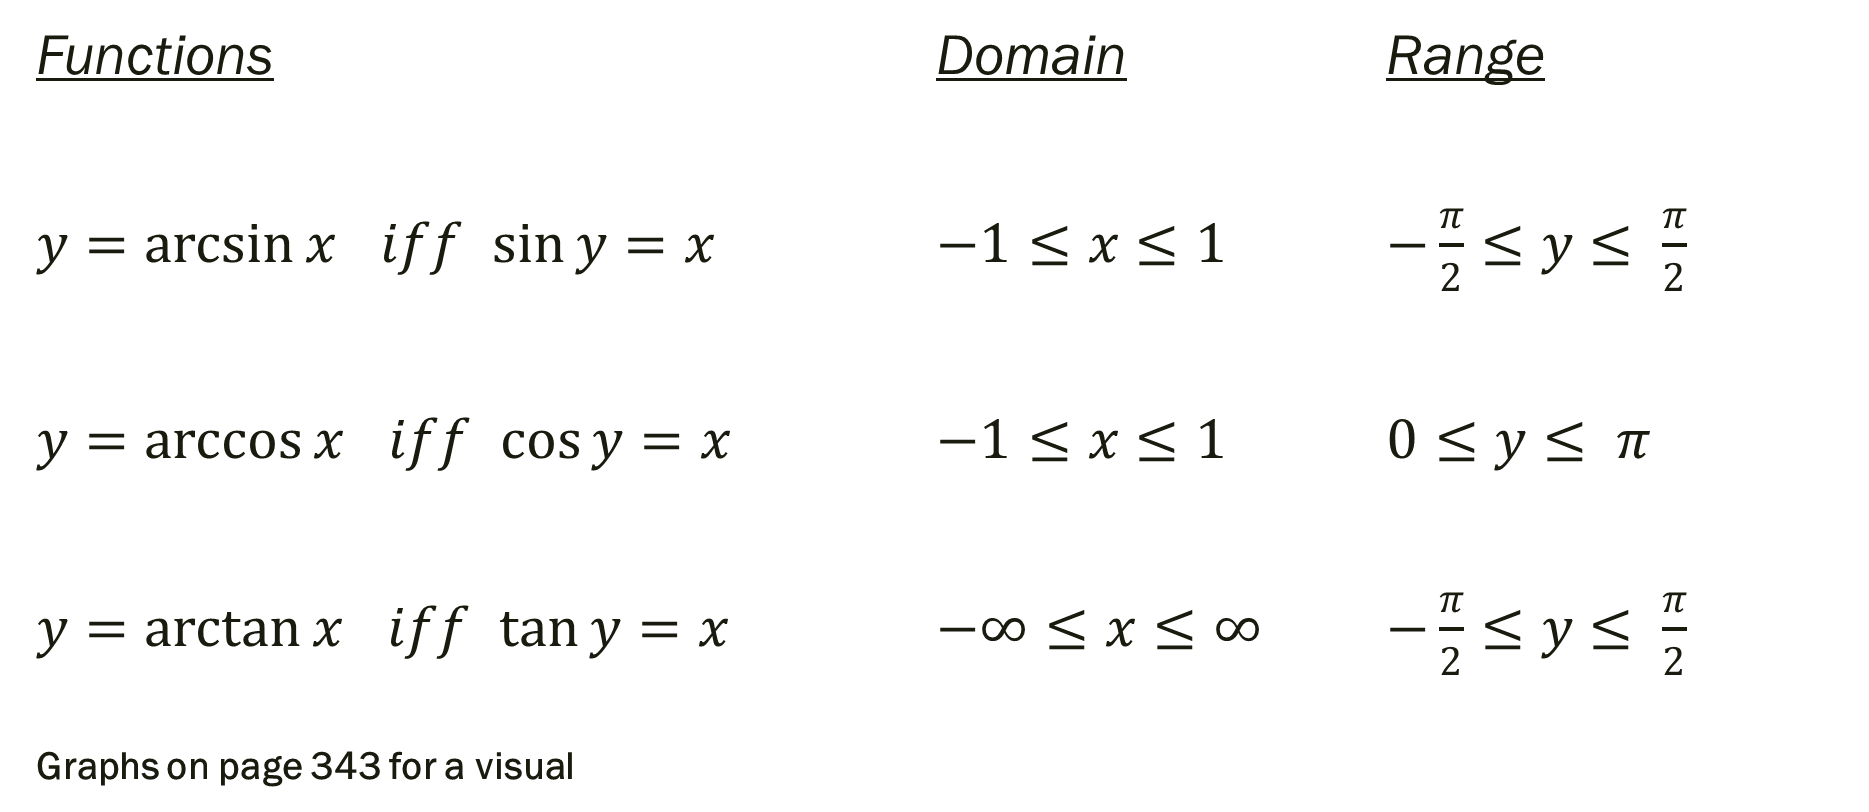 Functions Domain Range
y = arcsin x iff sin y = x −1 ≤ x ≤ 1 −π/2 ≤ y ≤ π/2
y = arccos x iff cos y = x −1 ≤ x ≤ 1 0 ≤ y ≤ π
y = arctan x iff tan y = x −∞ ≤ x ≤ ∞ −π/2 ≤ y ≤ π/2
Graphs on page 343 for a visual